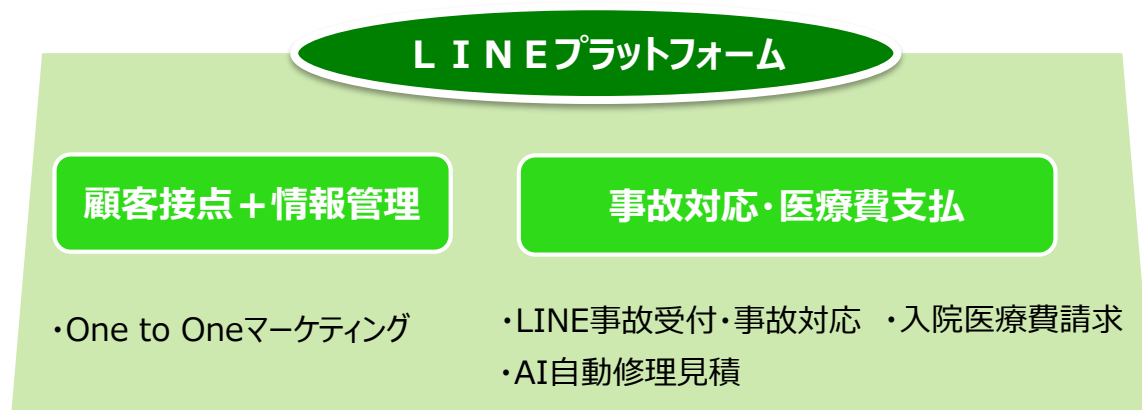 ＬＩＮＥプラットフォーム
顧客接点＋情報管理
事故対応・医療費支払
・One to Oneマーケティング
・LINE事故受付・事故対応　・入院医療費請求
・AI自動修理見積